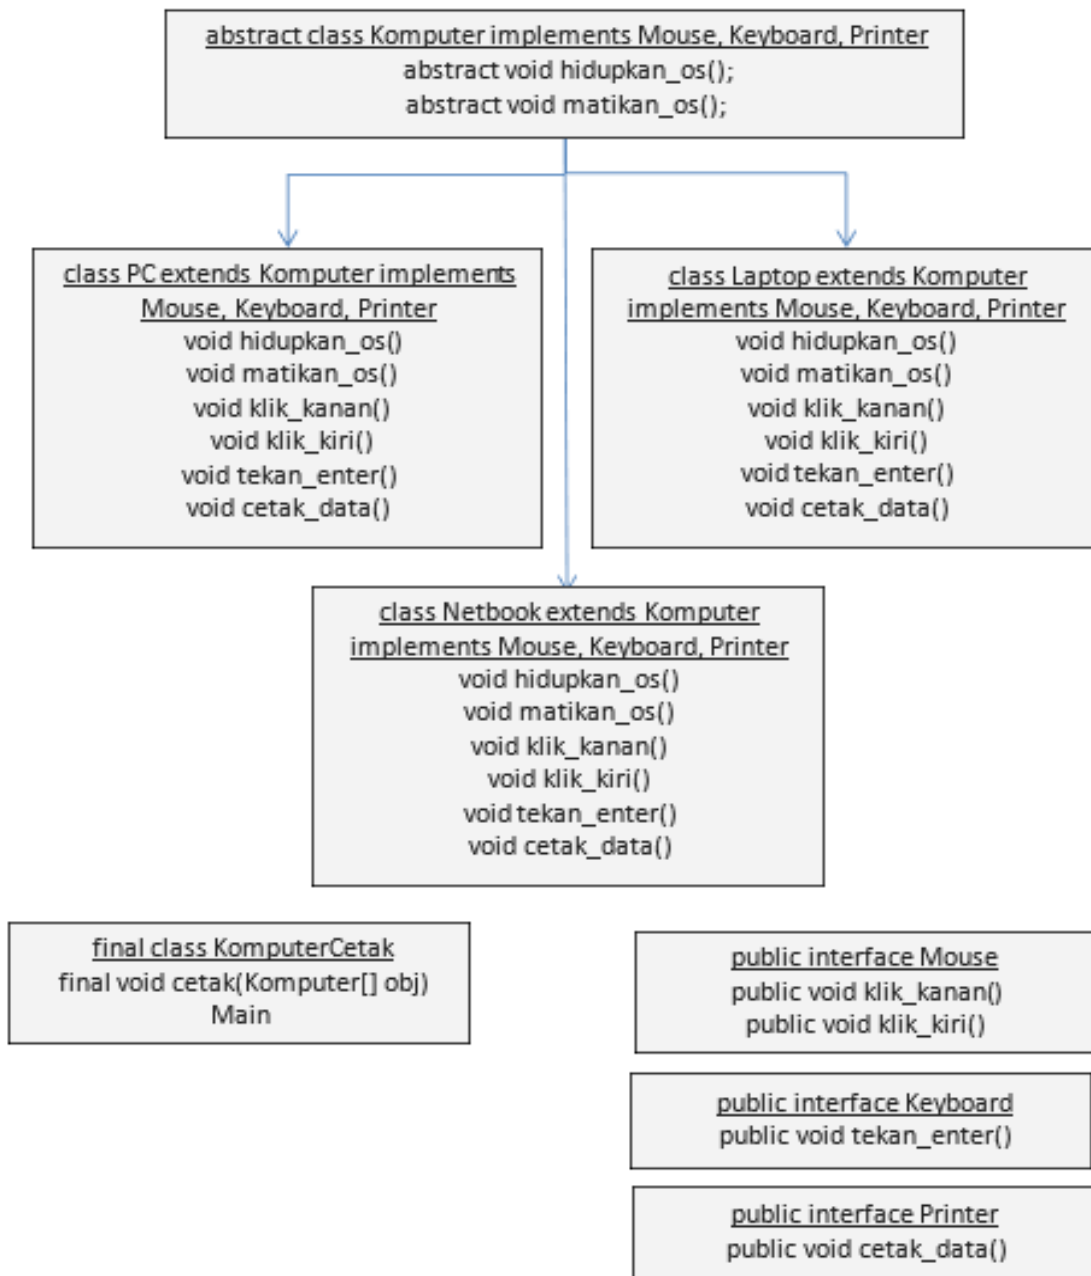 abstract class Komputer implements Mouse, Keyboard, Printer
abstract void hidupkan_os();
abstract void matikan_os();
class PC extends Komputer implements
Mouse, Keyboard, Printer
void hidupkan_os()
void matikan_os()
void klik_kanan()
void klik_kiri()
void tekan_enter()
void cetak_data()
class Laptop extends Komputer
implements Mouse, Keyboard, Printer
void hidupkan_os()
void matikan_os()
void klik_kanan()
void klik_kiri()
void tekan_enter()
void cetak_data()
class Netbook extends Komputer
implements Mouse, Keyboard, Printer
void hidupkan_os()
void matikan_os()
void klik_kanan()
void klik_kiri()
void tekan_enter()
void cetak_data()
final class KomputerCetak
final void cetak(Komputer[] obj)
Main
public interface Mouse
public void klik_kanan()
public void klik_kiri()
public interface Keyboard
public void tekan_enter()
public interface Printer
public void cetak_data()